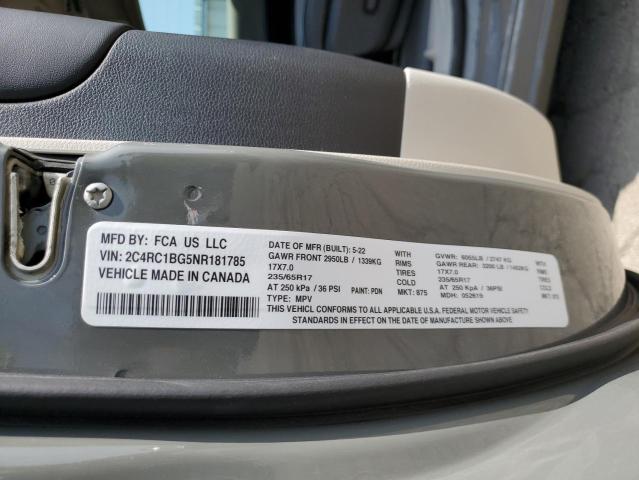 MFD BY: FCA US LLC
VIN: 2C4RC1BG5NR181785
VEHICLE MADE IN CANADA
DATE OF MFR (BUILT): 5-22
GAWR FRONT 2950LB / 1339KG
17X7.0
235/65R17
AT 250 kPa / 36 PSI
TYPE: MPV
RIMS
TIRES
COLD
PAINT: PDN
MKT: 875
GVWR: 6055LB / 2747 KG
GAWR REAR: 3200 LB / 1452KG
17X7.0
235/65R17
AT 250 KPa / 36PSI
MDH: 052619
RIMS
TIRES
COLD
THIS VEHICLE CONFORMS TO ALL APPLICABLE U.S.A. FEDERAL MOTOR VEHICLE SAFETY
STANDARDS IN EFFECT ON THE DATE OF MANUFACTURE SHOWN ABOVE.